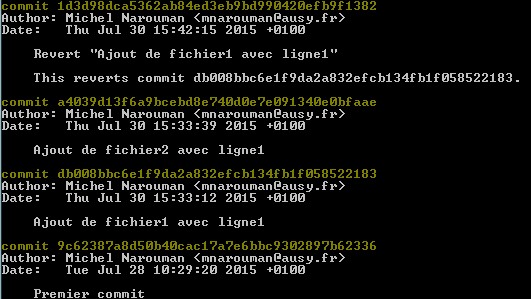 commit 1d3d98dca5362ab84ed3eb9bd990420efb9f1382
Author: Michel Narouman <mnarouman@ausy.fr>
Date:   Thu Jul 30 15:42:15 2015 +0100
Revert "Ajout de fichier1 avec ligne1"
This reverts commit db008bbc6e1f9da2a832efcb134fb1f058522183.
commit a4039d13f6a9bcebd8e740d0e7e091340e0bfaae
Author: Michel Narouman <mnarouman@ausy.fr>
Date:   Thu Jul 30 15:33:39 2015 +0100
Ajout de fichier2 avec ligne1
commit db008bbc6e1f9da2a832efcb134fb1f058522183
Author: Michel Narouman <mnarouman@ausy.fr>
Date:   Thu Jul 30 15:33:12 2015 +0100
Ajout de fichier1 avec ligne1
commit 9c62387a8d50b40cac17a7e6bbc9302897b62336
Author: Michel Narouman <mnarouman@ausy.fr>
Date:   Tue Jul 28 10:29:20 2015 +0100
Premier commit